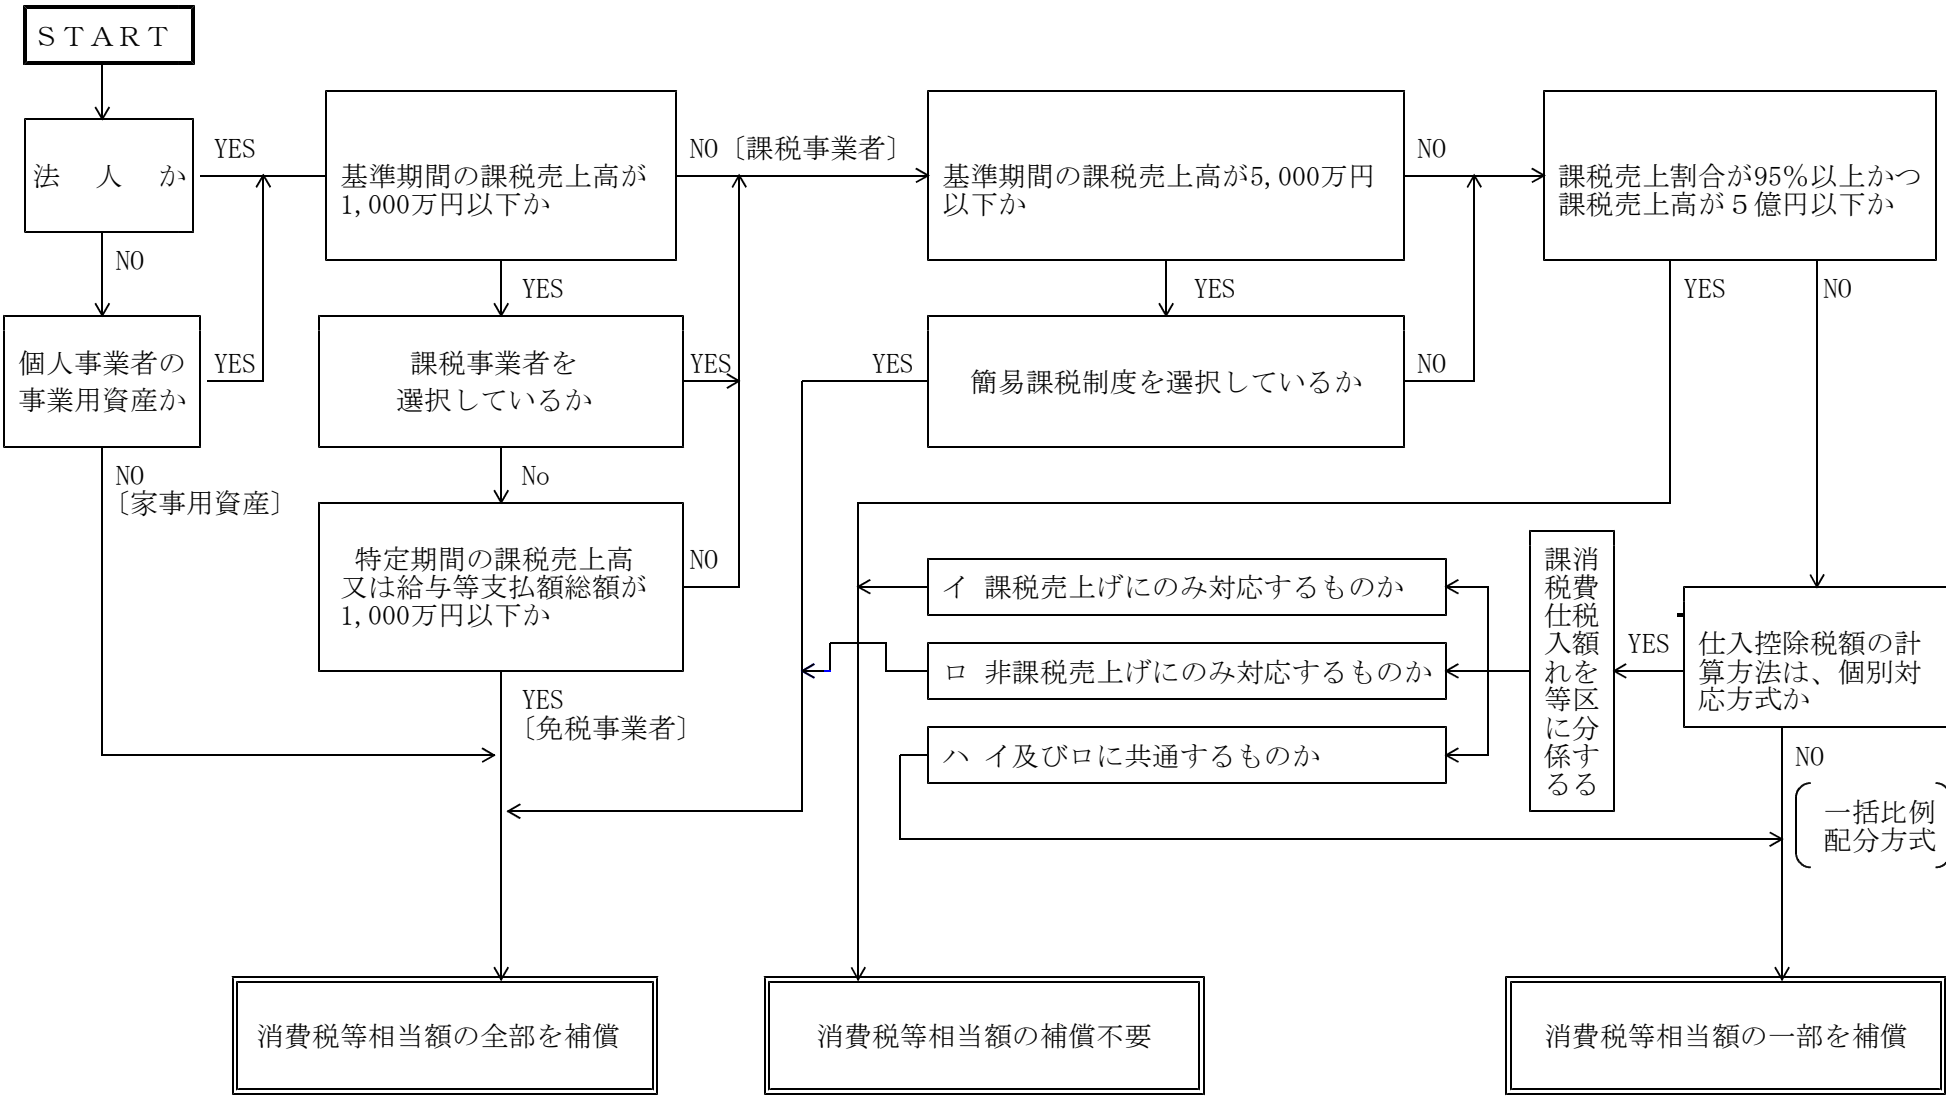 ＳＴＡＲＴ
法　人　か
YES
NO
個人事業者の
事業用資産か
YES
NO
〔家事用資産〕
基準期間の課税売上高が
1,000万円以下か
NO〔課税事業者〕
YES
課税事業者を
選択しているか
YES
No
特定期間の課税売上高
又は給与等支払額総額が
1,000万円以下か
NO
YES
〔免税事業者〕
基準期間の課税売上高が5,000万円
以下か
NO
YES
簡易課税制度を選択しているか
YES
NO
課税売上割合が95％以上かつ
課税売上高が５億円以下か
YES
NO
仕入控除税額の計
算方法は、個別対
応方式か
YES
NO
一括比例
配分方式
課税仕入れ等に係る
消費税額を区分する
イ 課税売上げにのみ対応するものか
ロ 非課税売上げにのみ対応するものか
ハ イ及びロに共通するものか
消費税等相当額の全部を補償
消費税等相当額の補償不要
消費税等相当額の一部を補償